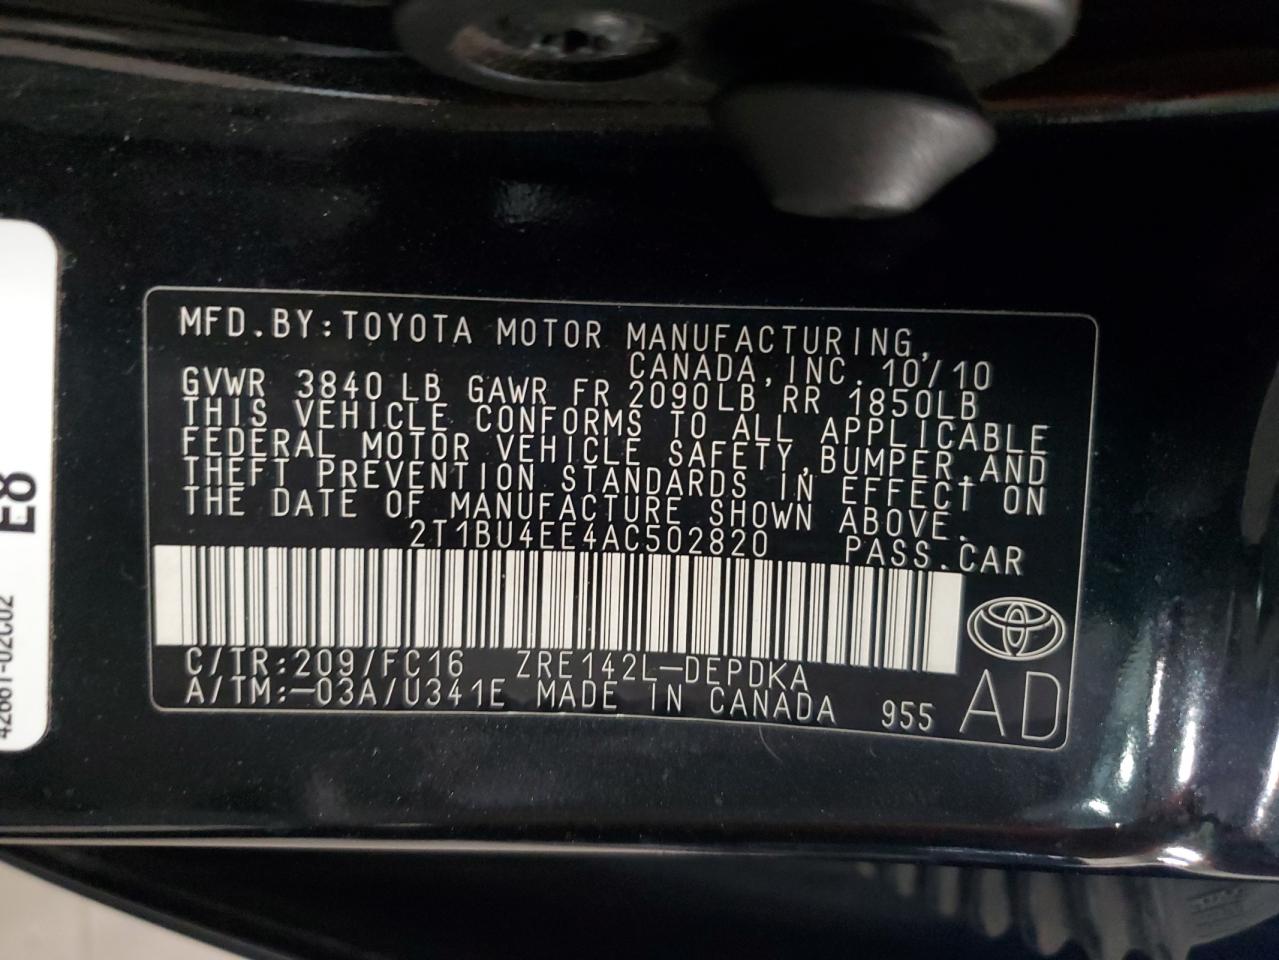 MFD.BY:TOYOTA MOTOR MANUFACTURING,
CANADA, INC. 10/10
GVWR 3840 LB GAWR FR 2090LB RR 1850LB
THIS VEHICLE CONFORMS TO ALL APPLICABLE
FEDERAL MOTOR VEHICLE SAFETY,BUMPER,AND
THEFT PREVENTION STANDARDS IN EFFECT ON
THE DATE OF MANUFACTURE SHOWN ABOVE.
2T1BU4EE4AC502820 PASS.CAR
C/TR:209/FC16 ZRE142L-DEPDKA
A/TM:-03A/U341E MADE IN CANADA 955 AD
E8
42661-02C02